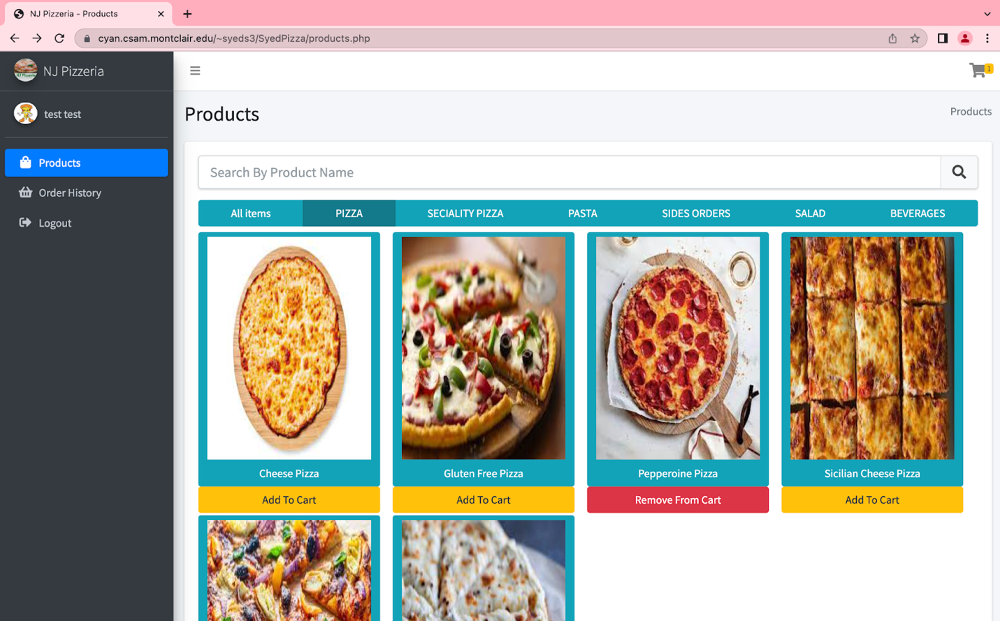 NJ Pizzeria - Products
cyan.csam.montclair.edu/~syeds3/SyedPizza/products.php
NJ Pizzeria
1
test test
Products
Products
Products
Order History
Logout
Search By Product Name
All items PIZZA SECIALITY PIZZA PASTA SIDES ORDERS SALAD BEVERAGES
Cheese Pizza Gluten Free Pizza Pepperoine Pizza Sicilian Cheese Pizza
Add To Cart Add To Cart Remove From Cart Add To Cart